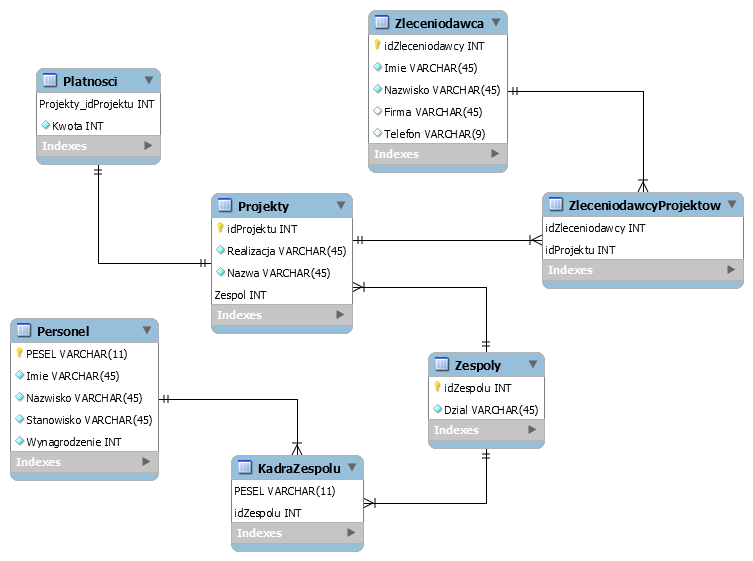 Zleceniodawca
idZleceniodawcy INT
Imie VARCHAR(45)
Nazwisko VARCHAR(45)
Firma VARCHAR(45)
Telefon VARCHAR(9)
Indexes
Platnosci
Projekty_idProjektu INT
Kwota INT
Indexes
Projekty
idProjektu INT
Realizacja VARCHAR(45)
Nazwa VARCHAR(45)
Zespol INT
Indexes
ZleceniodawcyProjektow
idZleceniodawcy INT
idProjektu INT
Indexes
Personel
PESEL VARCHAR(11)
Imie VARCHAR(45)
Nazwisko VARCHAR(45)
Stanowisko VARCHAR(45)
Wynagrodzenie INT
Indexes
Zespoly
idZespolu INT
Dzial VARCHAR(45)
Indexes
KadraZespolu
PESEL VARCHAR(11)
idZespolu INT
Indexes